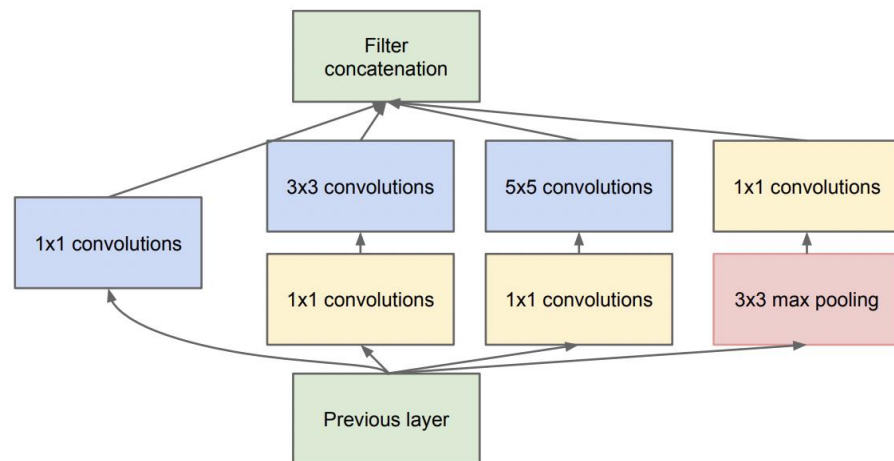 Filter
concatenation
3x3 convolutions
5x5 convolutions
1x1 convolutions
1x1 convolutions
1x1 convolutions
1x1 convolutions
3x3 max pooling
Previous layer